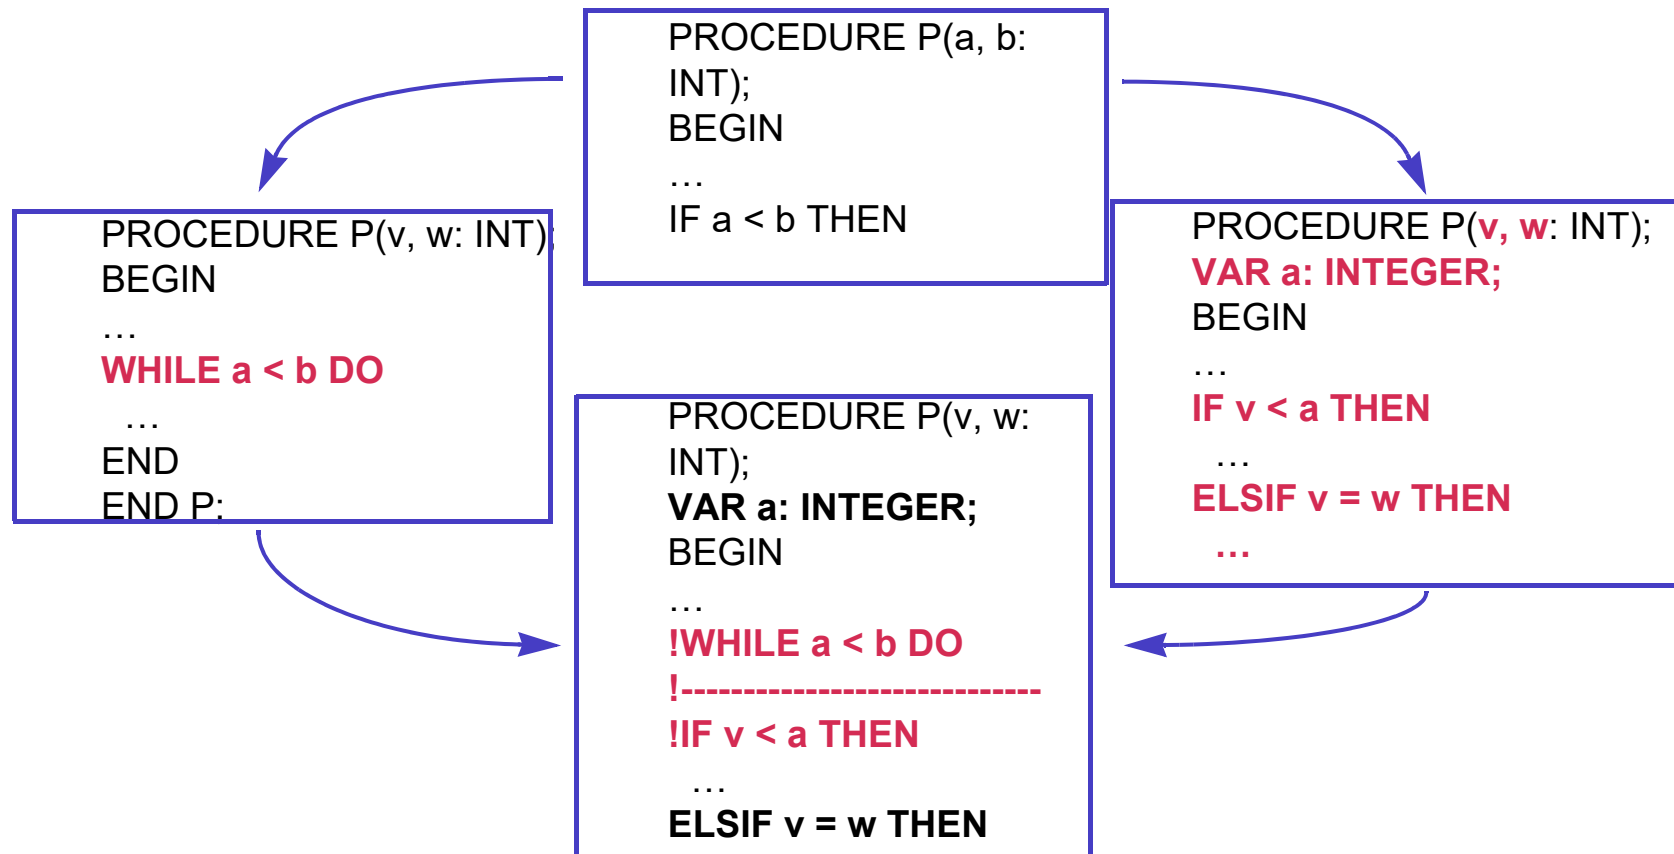 PROCEDURE P(a, b:
INT);
BEGIN
…
IF a < b THEN
PROCEDURE P(v, w: INT);
BEGIN
…
WHILE a < b DO
…
END
END P:
PROCEDURE P(v, w: INT);
VAR a: INTEGER;
BEGIN
…
IF v < a THEN
…
ELSIF v = w THEN
…
PROCEDURE P(v, w:
INT);
VAR a: INTEGER;
BEGIN
…
!WHILE a < b DO
!-----------------------------
!IF v < a THEN
…
ELSIF v = w THEN